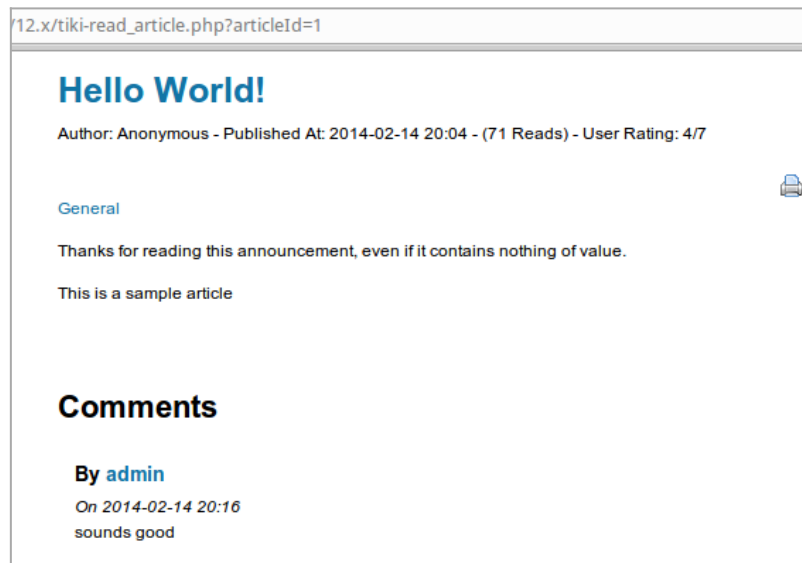 /12.x/tiki-read_article.php?articleId=1
Hello World!
Author: Anonymous - Published At: 2014-02-14 20:04 - (71 Reads) - User Rating: 4/7
General
Thanks for reading this announcement, even if it contains nothing of value.
This is a sample article
Comments
By admin
On 2014-02-14 20:16
sounds good